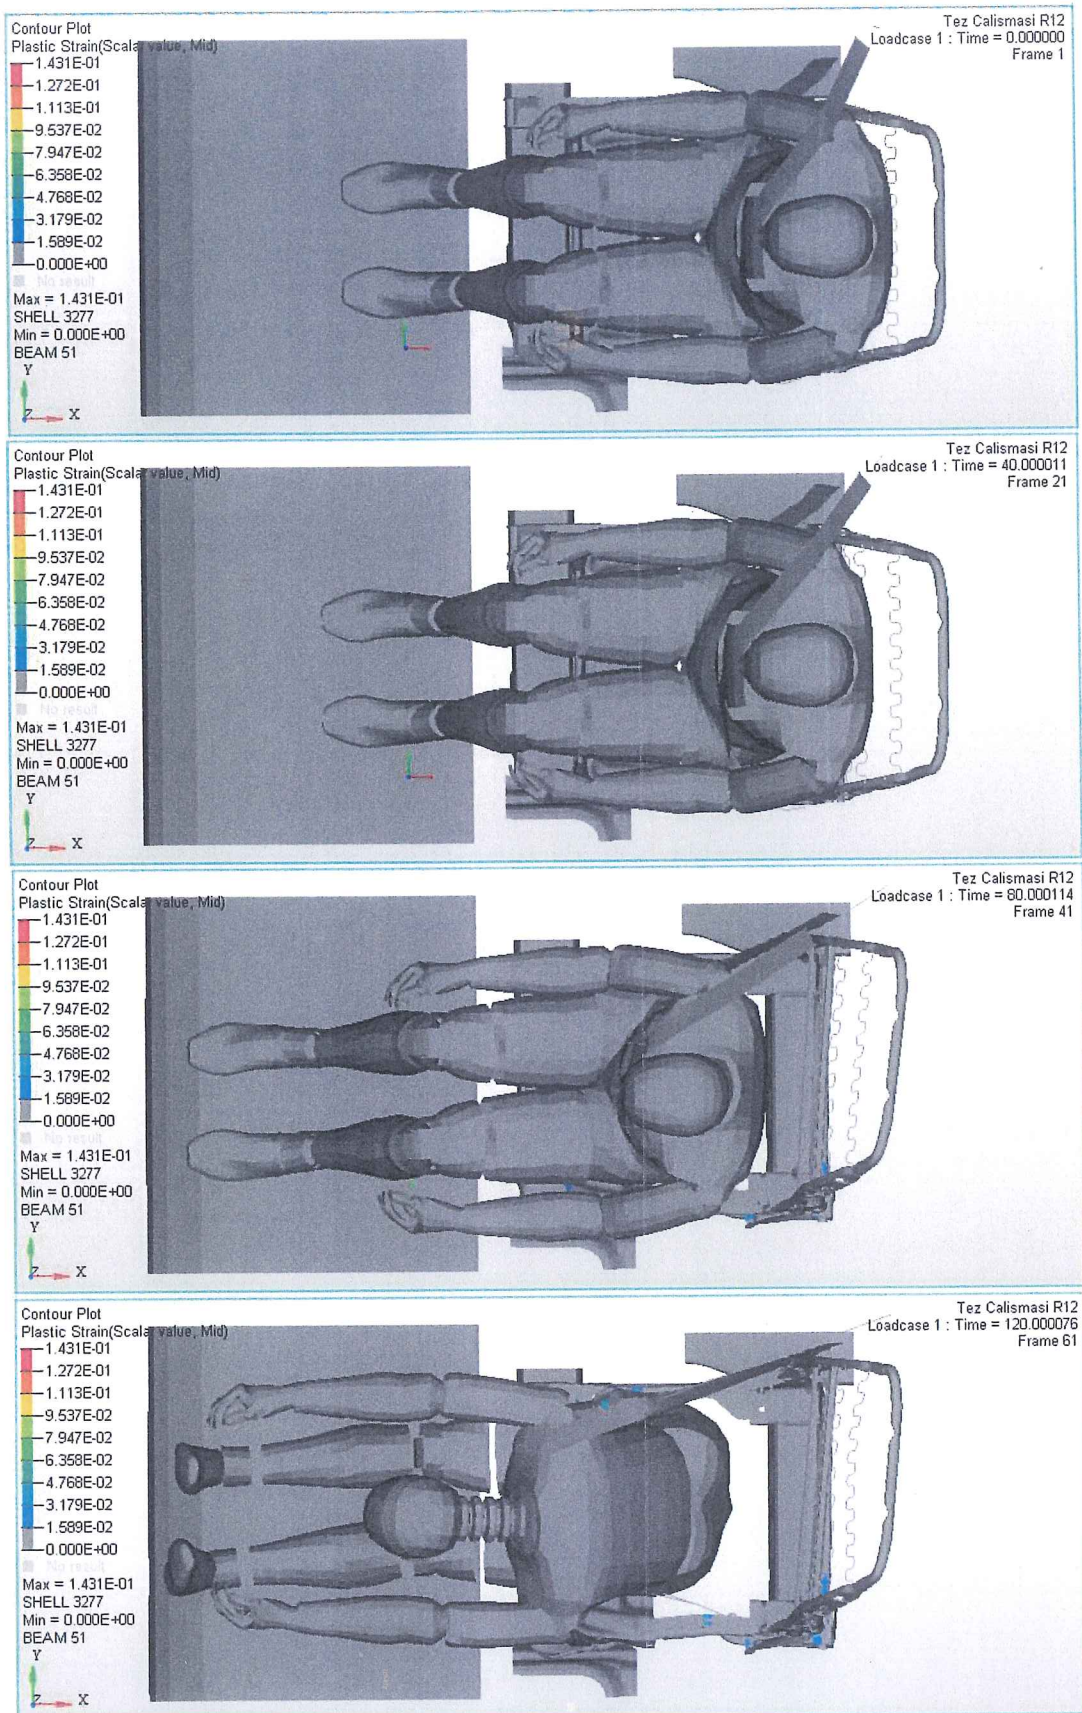 Contour Plot
Plastic Strain(Scalar value, Mid)
1.431E-01
1.272E-01
1.113E-01
9.537E-02
7.947E-02
6.358E-02
4.768E-02
3.179E-02
1.589E-02
0.000E+00
No result
Max = 1.431E-01
SHELL 3277
Min = 0.000E+00
BEAM 51
Y
Z X
Tez Calismasi R12
Loadcase 1 : Time = 0.000000
Frame 1
Contour Plot
Plastic Strain(Scalar value, Mid)
1.431E-01
1.272E-01
1.113E-01
9.537E-02
7.947E-02
6.358E-02
4.768E-02
3.179E-02
1.589E-02
0.000E+00
No result
Max = 1.431E-01
SHELL 3277
Min = 0.000E+00
BEAM 51
Y
Z X
Tez Calismasi R12
Loadcase 1 : Time = 40.000011
Frame 21
Contour Plot
Plastic Strain(Scalar value, Mid)
1.431E-01
1.272E-01
1.113E-01
9.537E-02
7.947E-02
6.358E-02
4.768E-02
3.179E-02
1.589E-02
0.000E+00
No result
Max = 1.431E-01
SHELL 3277
Min = 0.000E+00
BEAM 51
Y
Z X
Tez Calismasi R12
Loadcase 1 : Time = 80.000114
Frame 41
Contour Plot
Plastic Strain(Scalar value, Mid)
1.431E-01
1.272E-01
1.113E-01
9.537E-02
7.947E-02
6.358E-02
4.768E-02
3.179E-02
1.589E-02
0.000E+00
No result
Max = 1.431E-01
SHELL 3277
Min = 0.000E+00
BEAM 51
Y
Z X
Tez Calismasi R12
Loadcase 1 : Time = 120.000076
Frame 61